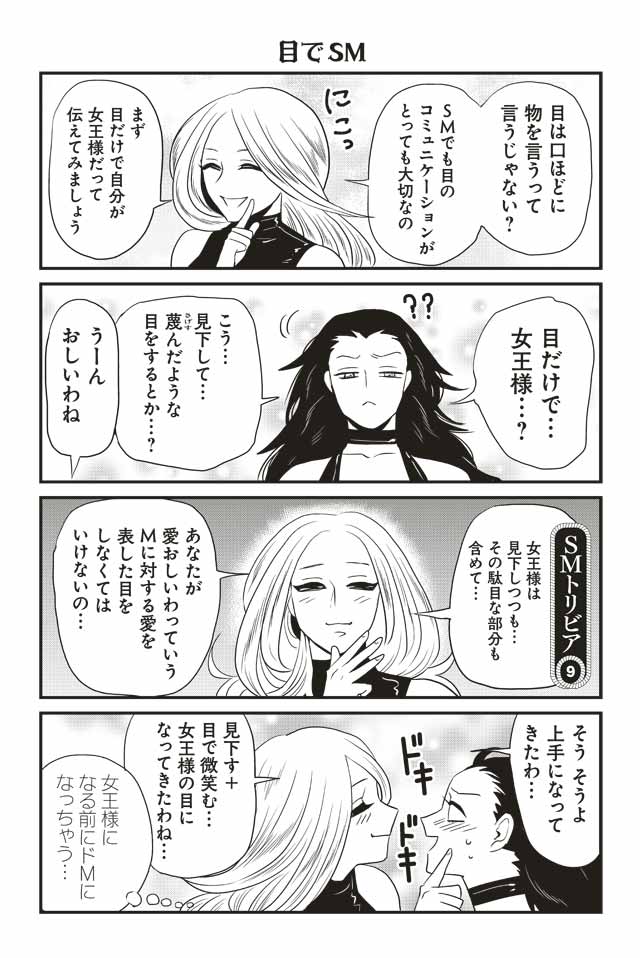 目でSM
目は口ほどに
物を言うって
言うじゃない?
SMでも目の
コミュニケーションが
とっても大切なの
にこっ
まず
目だけで自分が
女王様だって
伝えてみましょう
目だけで…
女王様…?
??
こう…
見下して…
蔑んだような
さげす
目をするとか…?
うーん
おしいわね
SMトリビア9
女王様は
見下しつつも…
その駄目な部分も
含めて…
あなたが
愛おしいわっていう
Mに対する愛を
表した目を
しなくては
いけないの…
そう そうよ
上手になって
きたわ…
ドキ
ドキ
見下す+
目で微笑む…
女王様の目に
なってきたわね…
女王様に
なる前にドMに
なっちゃう…